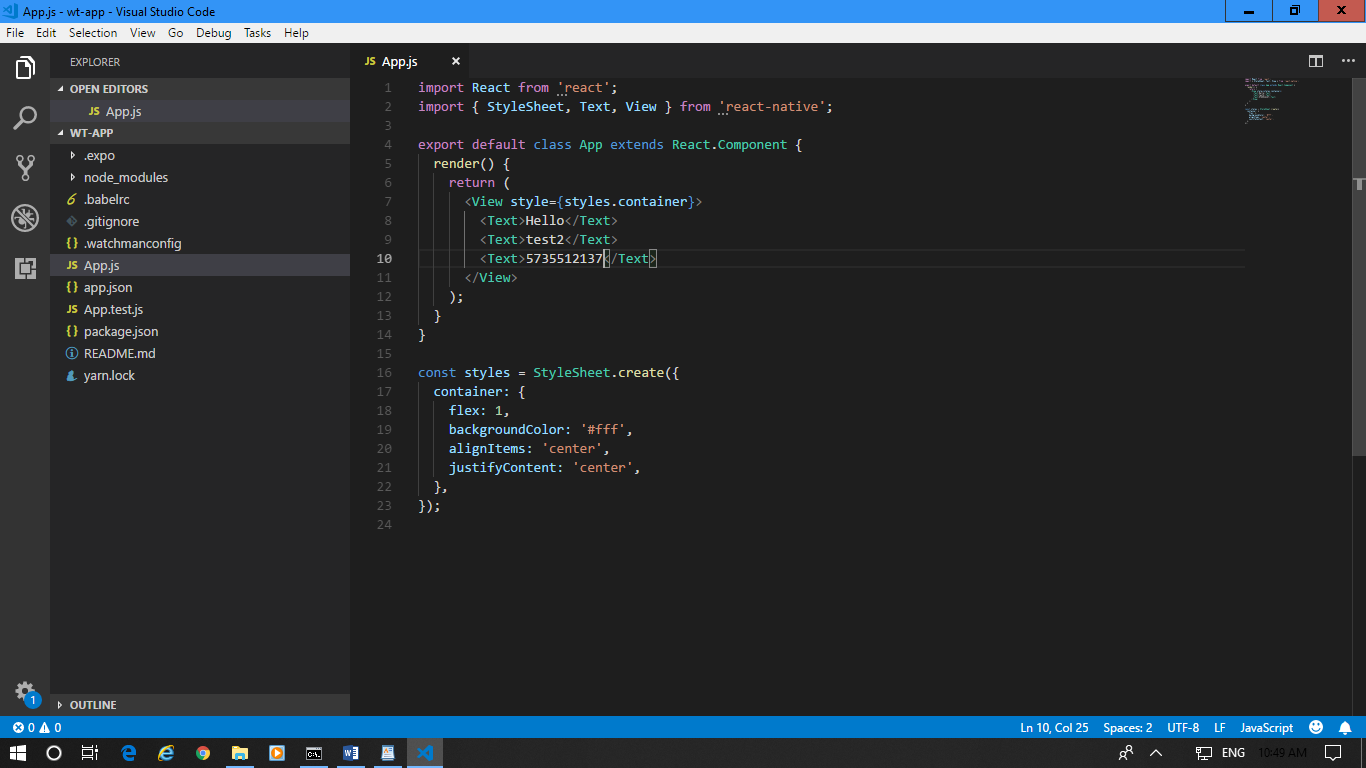 App.js - wt-app - Visual Studio Code
File Edit Selection View Go Debug Tasks Help
EXPLORER
OPEN EDITORS
JS App.js
WT-APP
.expo
node_modules
.babelrc
.gitignore
{} .watchmanconfig
JS App.js
{} app.json
JS App.test.js
{} package.json
README.md
yarn.lock
OUTLINE
1
JS App.js
1 import React from 'react';
2 import { StyleSheet, Text, View } from 'react-native';
3
4 export default class App extends React.Component {
5 render() {
6 return (
7 <View style={styles.container}>
8 <Text>Hello</Text>
9 <Text>test2</Text>
10 <Text>5735512137</Text>
11 </View>
12 );
13 }
14 }
15
16 const styles = StyleSheet.create({
17 container: {
18 flex: 1,
19 backgroundColor: '#fff',
20 alignItems: 'center',
21 justifyContent: 'center',
22 },
23 });
24
0 0 Ln 10, Col 25 Spaces: 2 UTF-8 LF JavaScript
ENG 10:49 AM